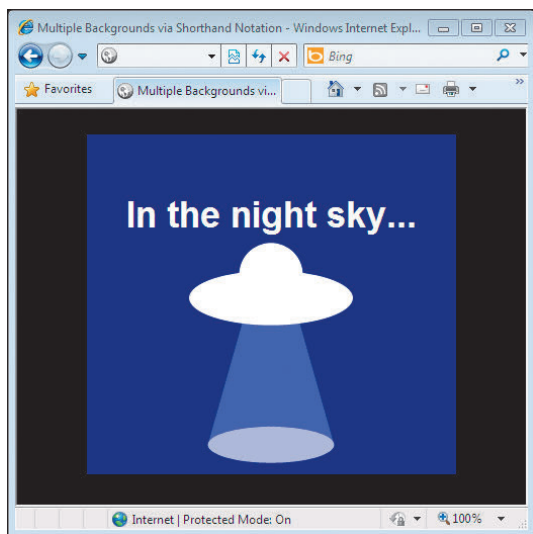 Multiple Backgrounds via Shorthand Notation - Windows Internet Expl...
Bing
Favorites
Multiple Backgrounds vi...
»
In the night sky...
Internet | Protected Mode: On
100%